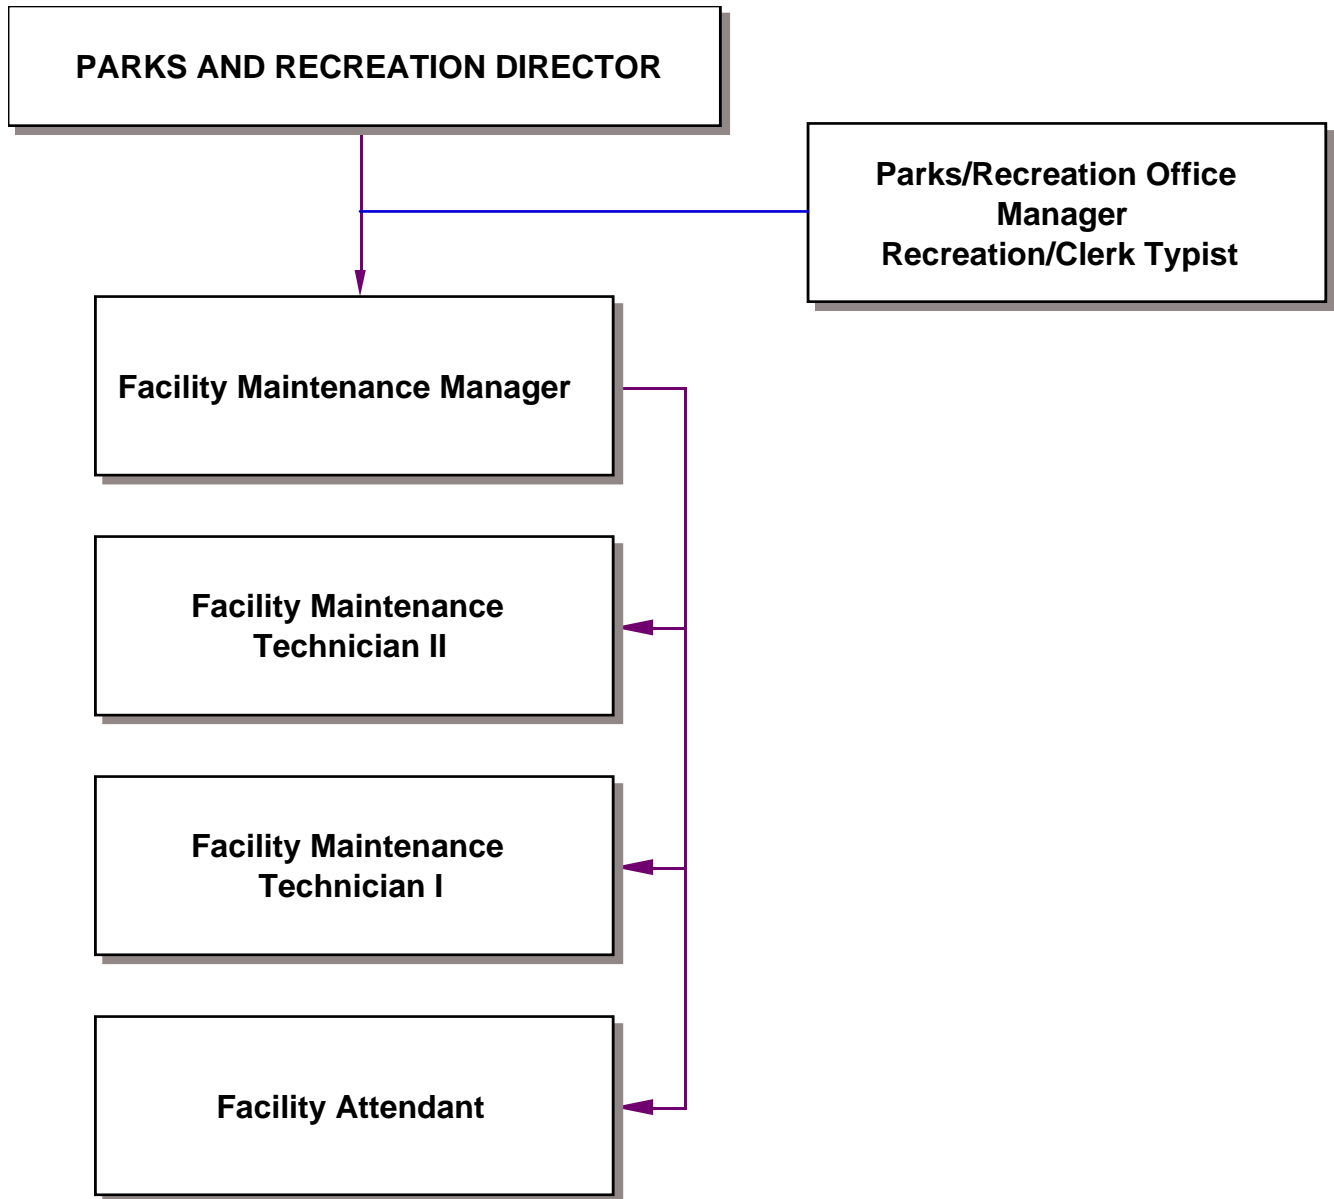 PARKS AND RECREATION DIRECTOR
Parks/Recreation Office
Manager
Recreation/Clerk Typist
Facility Maintenance Manager
Facility Maintenance
Technician II
Facility Maintenance
Technician I
Facility Attendant